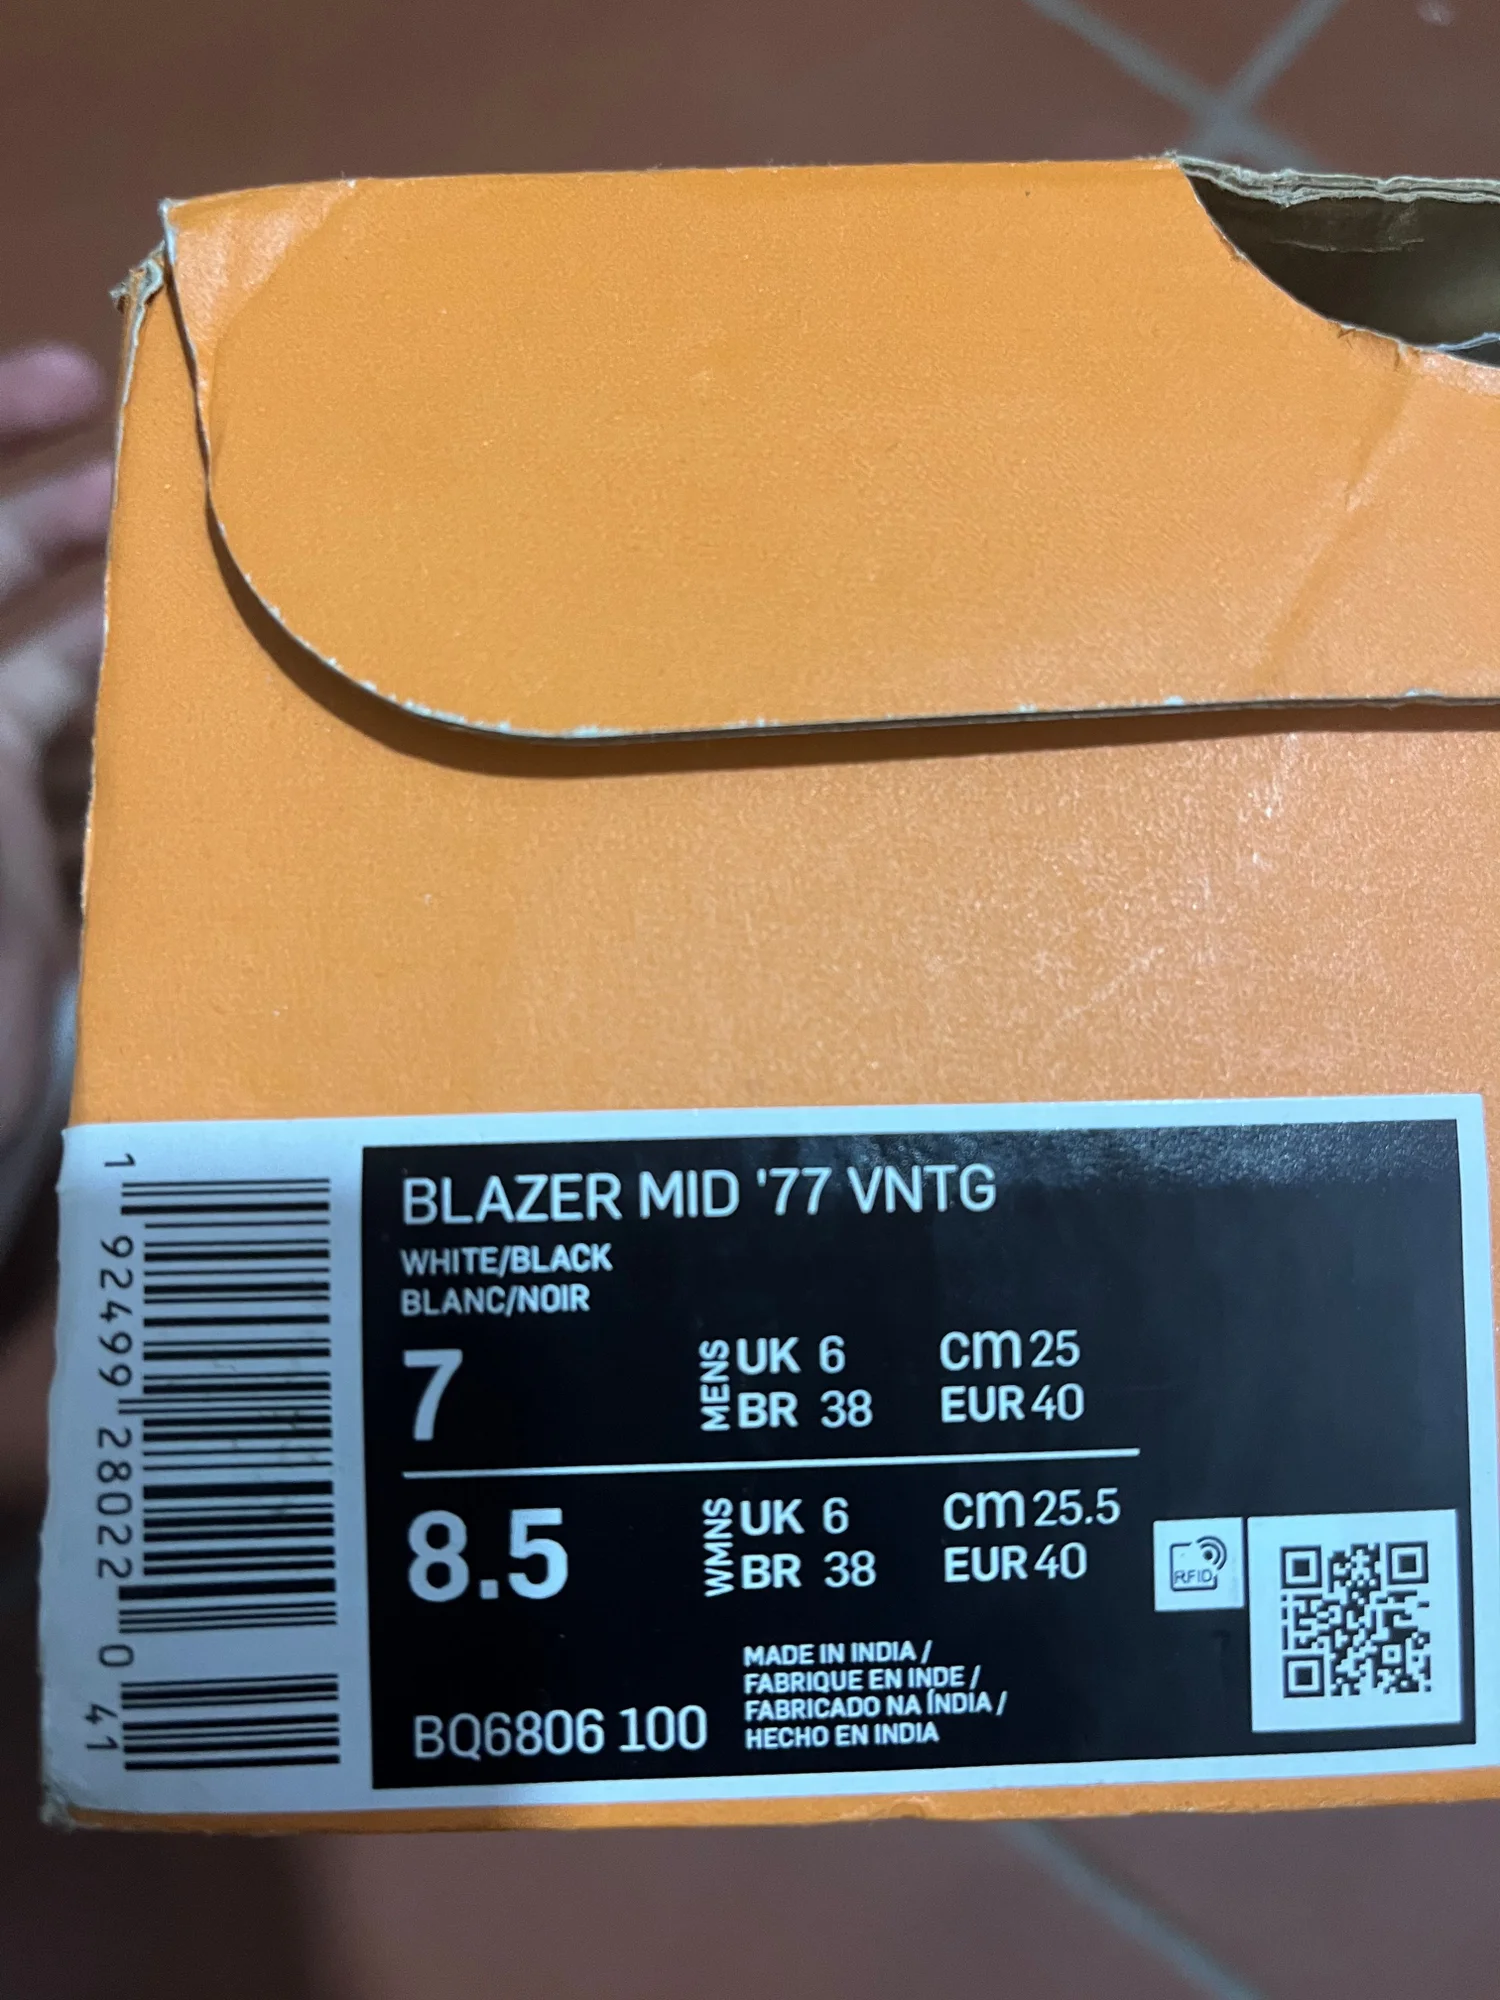 BLAZER MID '77 VNTG
WHITE/BLACK
BLANC/NOIR
7
MENS
UK 6
CM 25
BR 38
EUR 40
8.5
WMNS
UK 6
CM 25.5
BR 38
EUR 40
RFID
MADE IN INDIA /
FABRIQUE EN INDE /
FABRICADO NA ÍNDIA /
HECHO EN INDIA
BQ6806 100
1 92499 28022 0 41